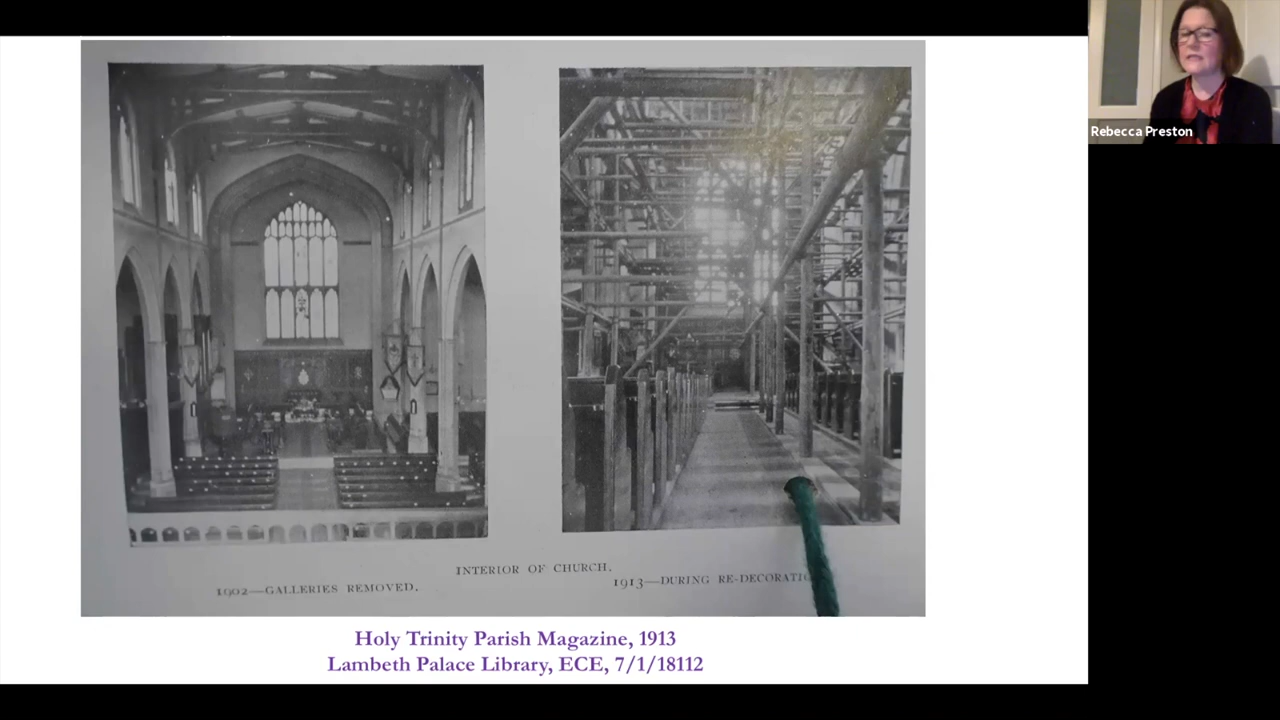 Rebecca Preston
INTERIOR OF CHURCH.
1902—GALLERIES REMOVED.
1913—DURING RE-DECORATI
Holy Trinity Parish Magazine, 1913
Lambeth Palace Library, ECE, 7/1/18112